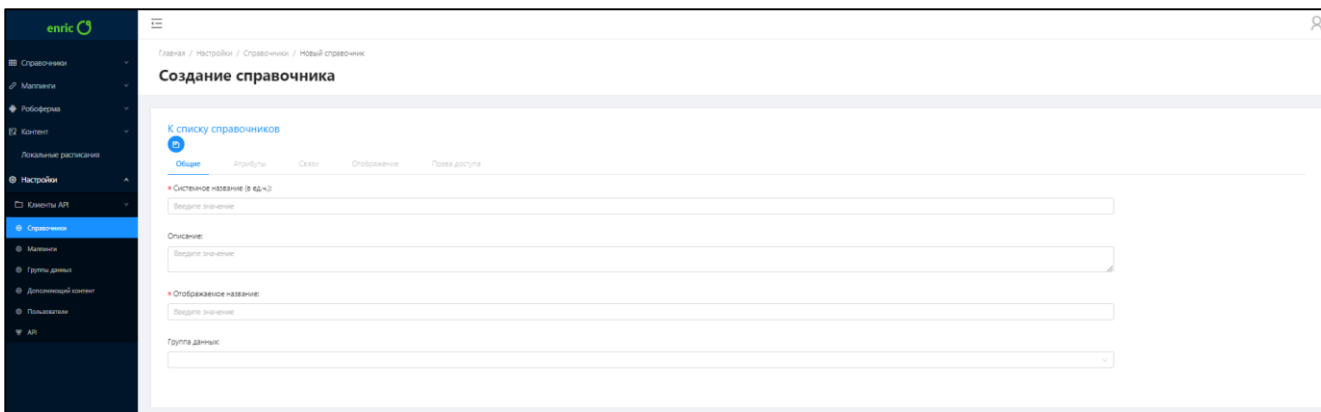 enric
Справочники
Маппинги
Робоферма
Контент
Локальные расписания
Настройки
Клиенты API
Справочники
Маппинги
Группы данных
Дополняющий контент
Пользователи
API
Главная / Настройки / Справочники / Новый справочник
Создание справочника
К списку справочников
Общие Атрибуты Связи Отображение Права доступа
* Системное название (в ед.ч.):
Введите значение
Описание:
Введите значение
* Отображаемое название:
Введите значение
Группа данных: